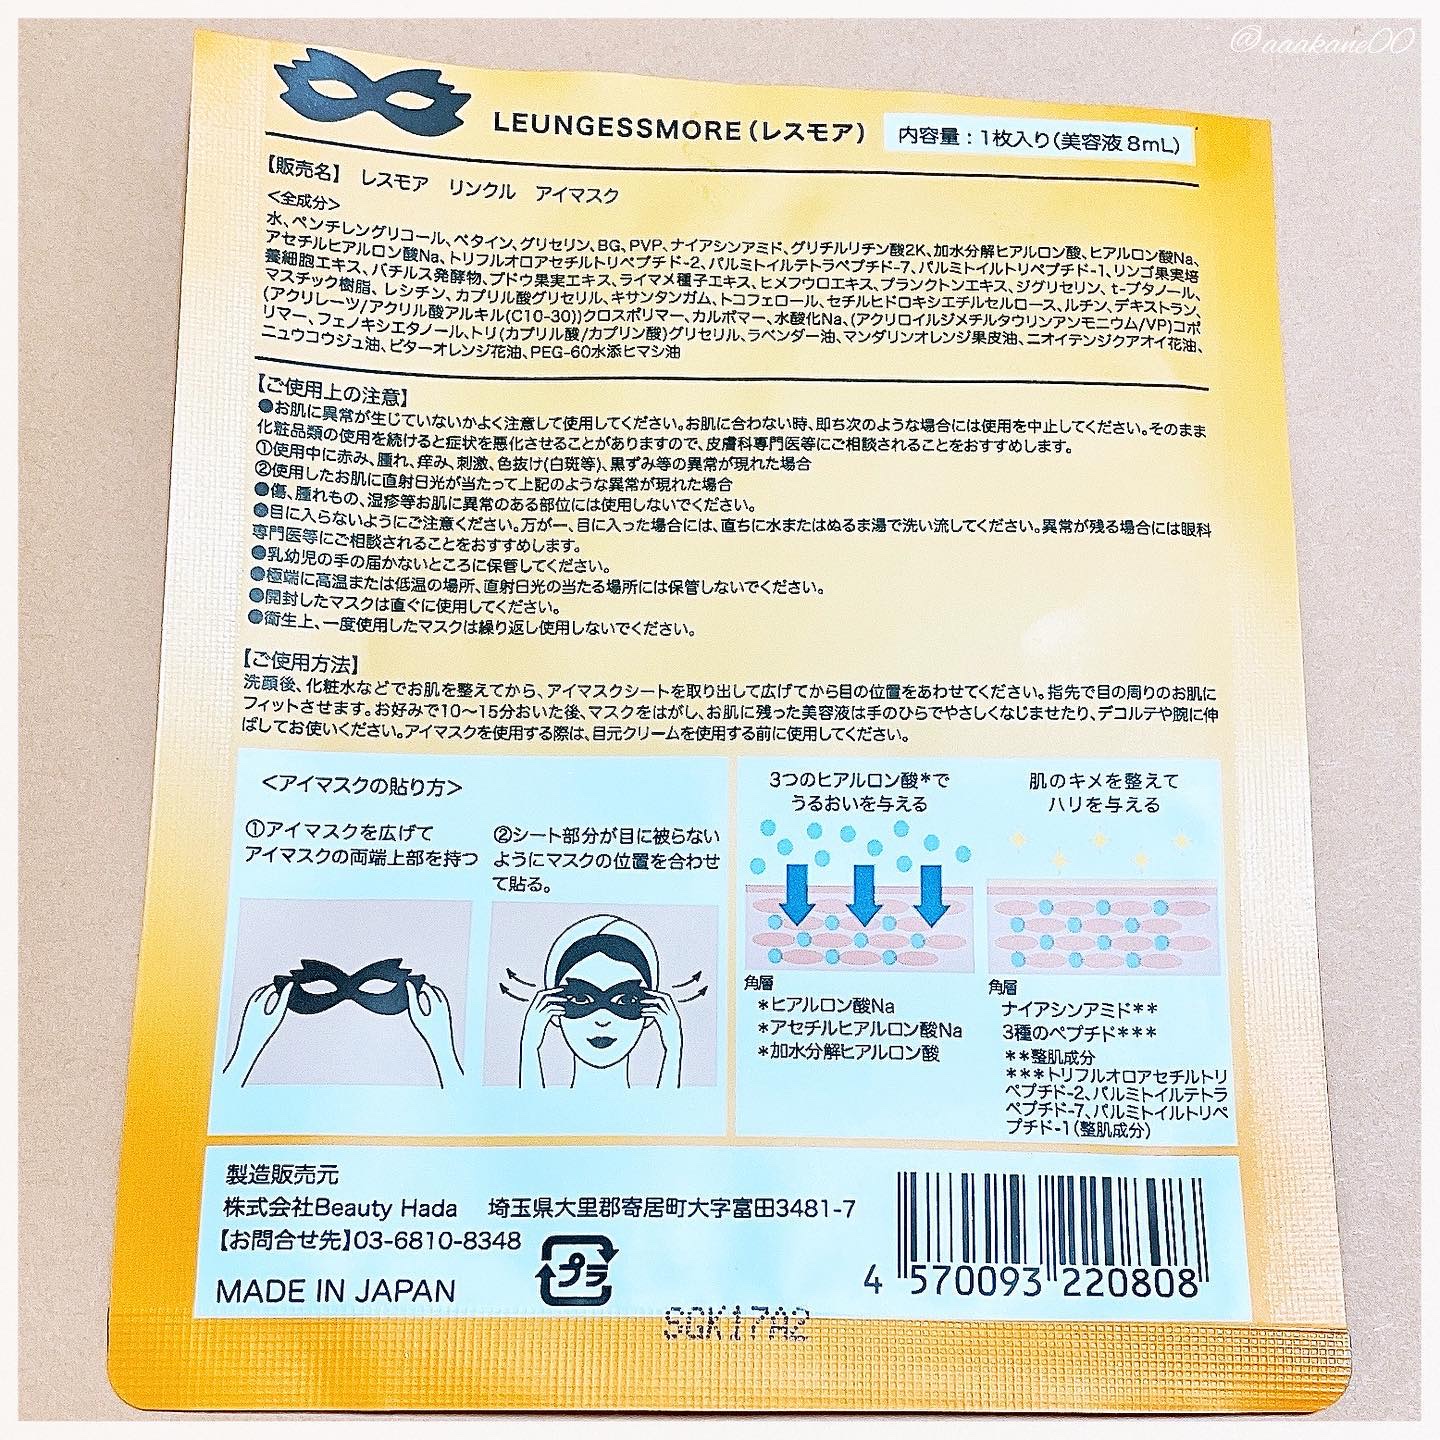 @aaakane00
LEUNGESSMORE(レスモア)
内容量:1枚入り(美容液8mL)
【販売名】 レスモア リンクル アイマスク
<全成分>
水、ペンチレングリコール、ベタイン、グリセリン、BG、PVP、ナイアシンアミド、グリチルリチン酸2K、加水分解ヒアルロン酸、ヒアルロン酸Na、
アセチルヒアルロン酸Na、トリフルオロアセチルトリペプチド-2、パルミトイルテトラペプチド-7、パルミトイルトリペプチド-1、リンゴ果実培
養細胞エキス、バチルス発酵物、ブドウ果実エキス、ライマメ種子エキス、ヒメフウロエキス、プランクトンエキス、ジグリセリン、t-ブタノール、
マスチック樹脂、レシチン、カプリル酸グリセリル、キサンタンガム、トコフェロール、セチルヒドロキシエチルセルロース、ルチン、デキストラン、
(アクリレーツ/アクリル酸アルキル(C10-30))クロスポリマー、カルボマー、水酸化Na、(アクリロイルジメチルタウリンアンモニウム/VP)コポ
リマー、フェノキシエタノール、トリ(カプリル酸/カプリン酸)グリセリル、ラベンダー油、マンダリンオレンジ果皮油、ニオイテンジクアオイ花油、
ニュウコウジュ油、ビターオレンジ花油、PEG-60水添ヒマシ油
【ご使用上の注意】
●お肌に異常が生じていないかよく注意して使用してください。お肌に合わない時、即ち次のような場合には使用を中止してください。そのまま
化粧品類の使用を続けると症状を悪化させることがありますので、皮膚科専門医等にご相談されることをおすすめします。
①使用中に赤み、腫れ、痒み、刺激、色抜け(白斑等)、黒ずみ等の異常が現れた場合
②使用したお肌に直射日光が当たって上記のような異常が現れた場合
●傷、腫れもの、湿疹等お肌に異常のある部位には使用しないでください。
●目に入らないようにご注意ください。万が一、目に入った場合には、直ちに水またはぬるま湯で洗い流してください。異常が残る場合には眼科
専門医等にご相談されることをおすすめします。
●乳幼児の手の届かないところに保管してください。
●極端に高温または低温の場所、直射日光の当たる場所には保管しないでください。
●開封したマスクは直ぐに使用してください。
●衛生上、一度使用したマスクは繰り返し使用しないでください。
【ご使用方法】
洗顔後、化粧水などでお肌を整えてから、アイマスクシートを取り出して広げてから目の位置をあわせてください。指先で目の周りのお肌に
フィットさせます。お好みで10〜15分おいた後、マスクをはがし、お肌に残った美容液は手のひらでやさしくなじませたり、デコルテや腕に伸
ばしてお使いください。アイマスクを使用する際は、目元クリームを使用する前に使用してください。
<アイマスクの貼り方>
①アイマスクを広げて
アイマスクの両端上部を持つ
②シート部分が目に被らない
ようにマスクの位置を合わせ
て貼る。
3つのヒアルロン酸*で
うるおいを与える
角層
*ヒアルロン酸Na
*アセチルヒアルロン酸Na
*加水分解ヒアルロン酸
肌のキメを整えて
ハリを与える
角層
ナイアシンアミド**
3種のペプチド***
**整肌成分
***トリフルオロアセチルトリ
ペプチド-2、パルミトイルテトラ
ペプチド-7、パルミトイルトリペ
プチド-1(整肌成分)
製造販売元
株式会社Beauty Hada 埼玉県大里郡寄居町大字富田3481-7
【お問合せ先】03-6810-8348
プラ
MADE IN JAPAN
4 570093 220808
SGK17A2